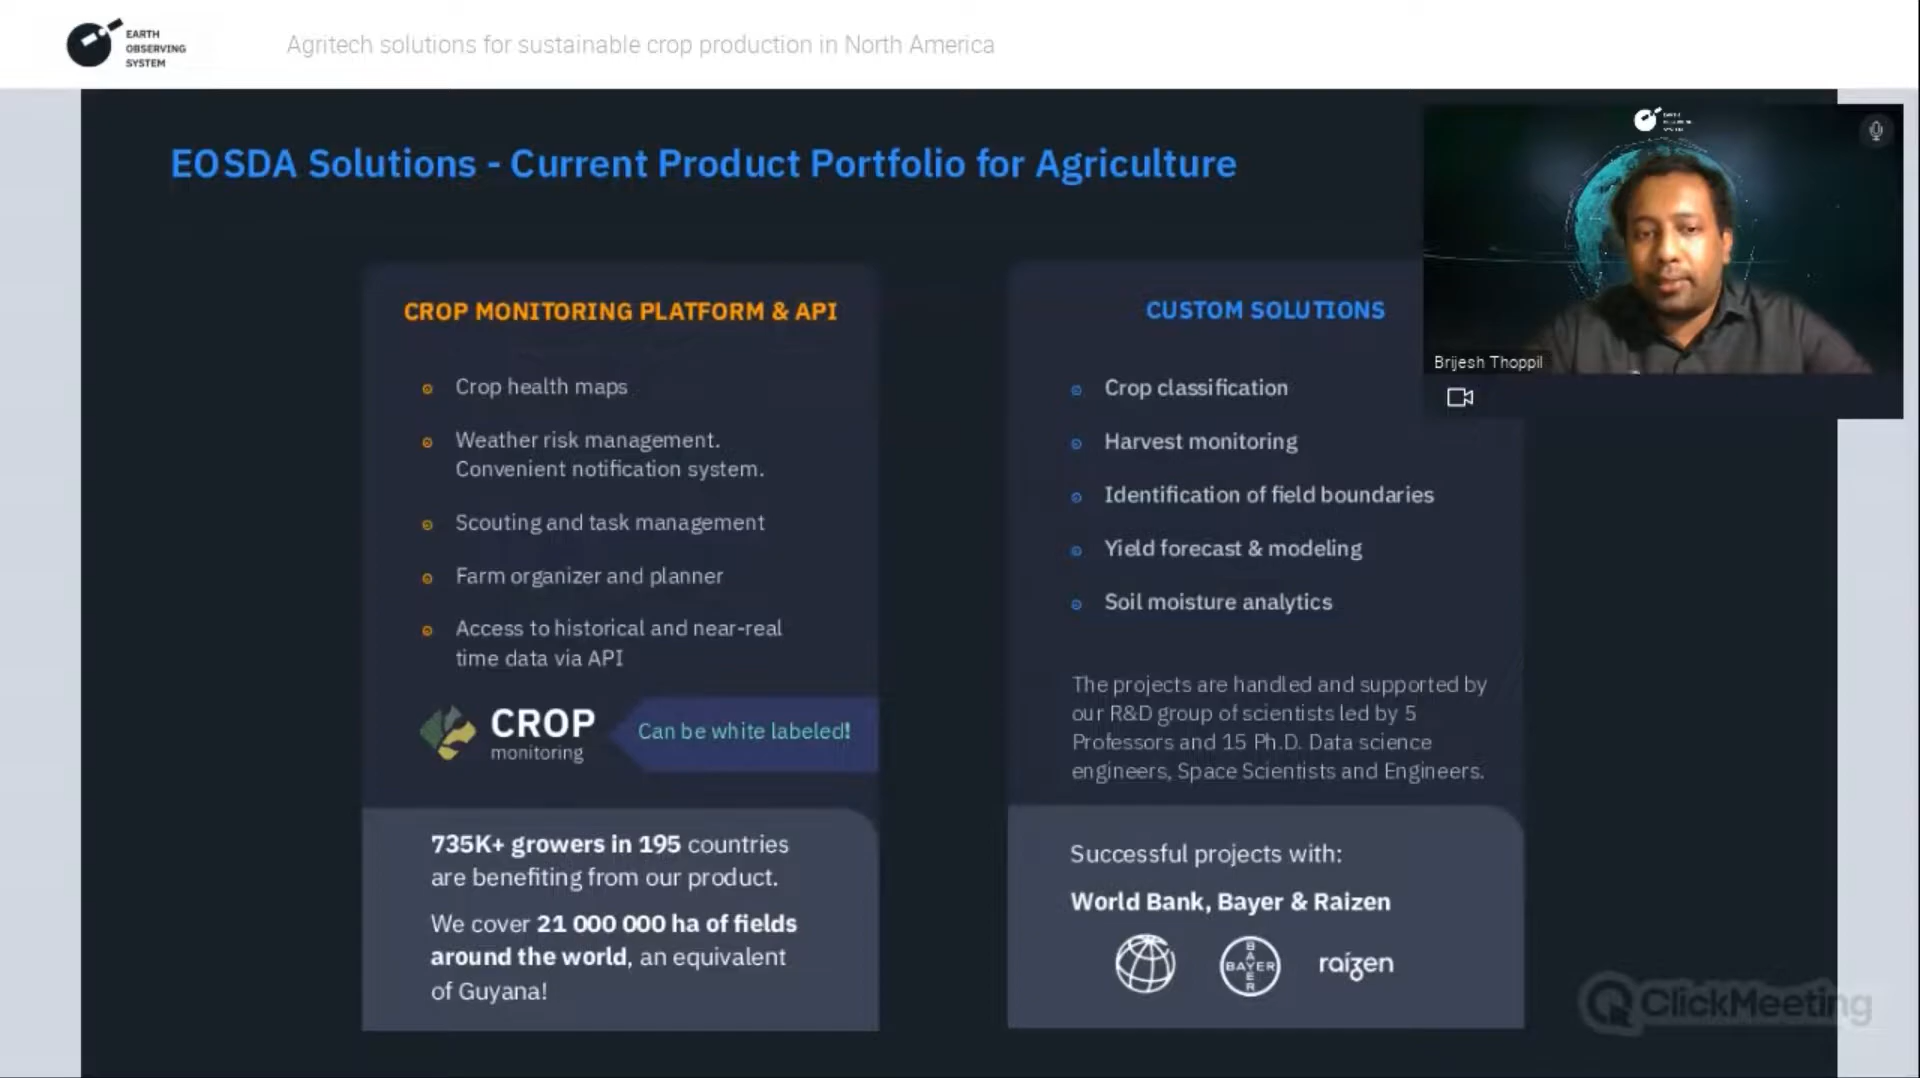 EARTH
OBSERVING
SYSTEM
Agritech solutions for sustainable crop production in North America
EOSDA Solutions - Current Product Portfolio for Agriculture
CROP MONITORING PLATFORM & API
Crop health maps
Weather risk management.
Convenient notification system.
Scouting and task management
Farm organizer and planner
Access to historical and near-real
time data via API
CROP
monitoring
Can be white labeled!
735K+ growers in 195 countries
are benefiting from our product.
We cover 21 000 000 ha of fields
around the world, an equivalent
of Guyana!
CUSTOM SOLUTIONS
Crop classification
Harvest monitoring
Identification of field boundaries
Yield forecast & modeling
Soil moisture analytics
The projects are handled and supported by
our R&D group of scientists led by 5
Professors and 15 Ph.D. Data science
engineers, Space Scientists and Engineers.
Successful projects with:
World Bank, Bayer & Raizen
BAYER
BAYER
raízen
Brijesh Thoppil
ClickMeeting